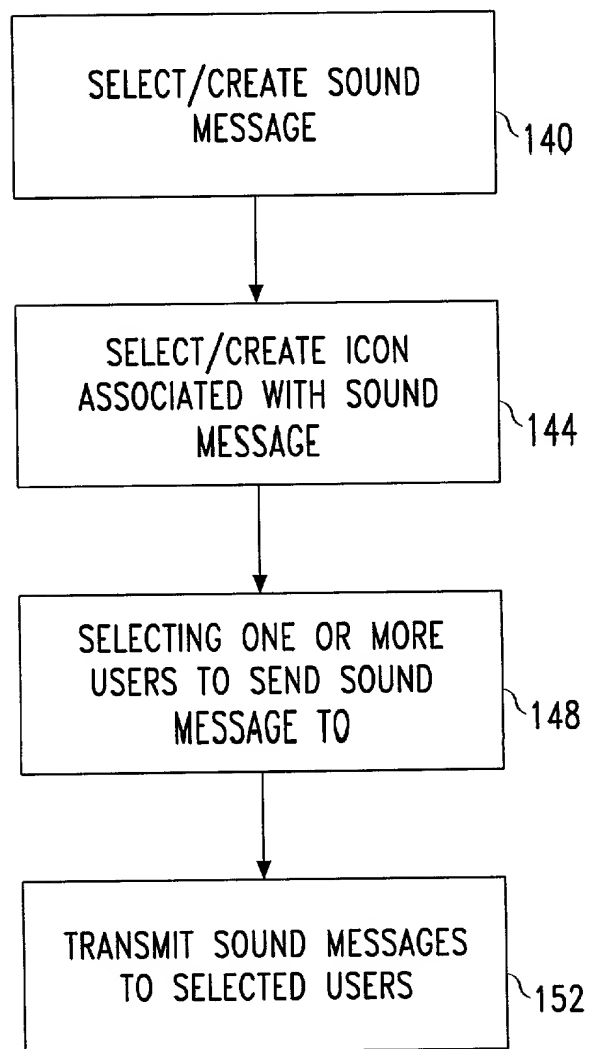 SELECT/CREATE SOUND
MESSAGE
140
SELECT/CREATE ICON
ASSOCIATED WITH SOUND
MESSAGE
144
SELECTING ONE OR MORE
USERS TO SEND SOUND
MESSAGE TO
148
TRANSMIT SOUND MESSAGES
TO SELECTED USERS
152